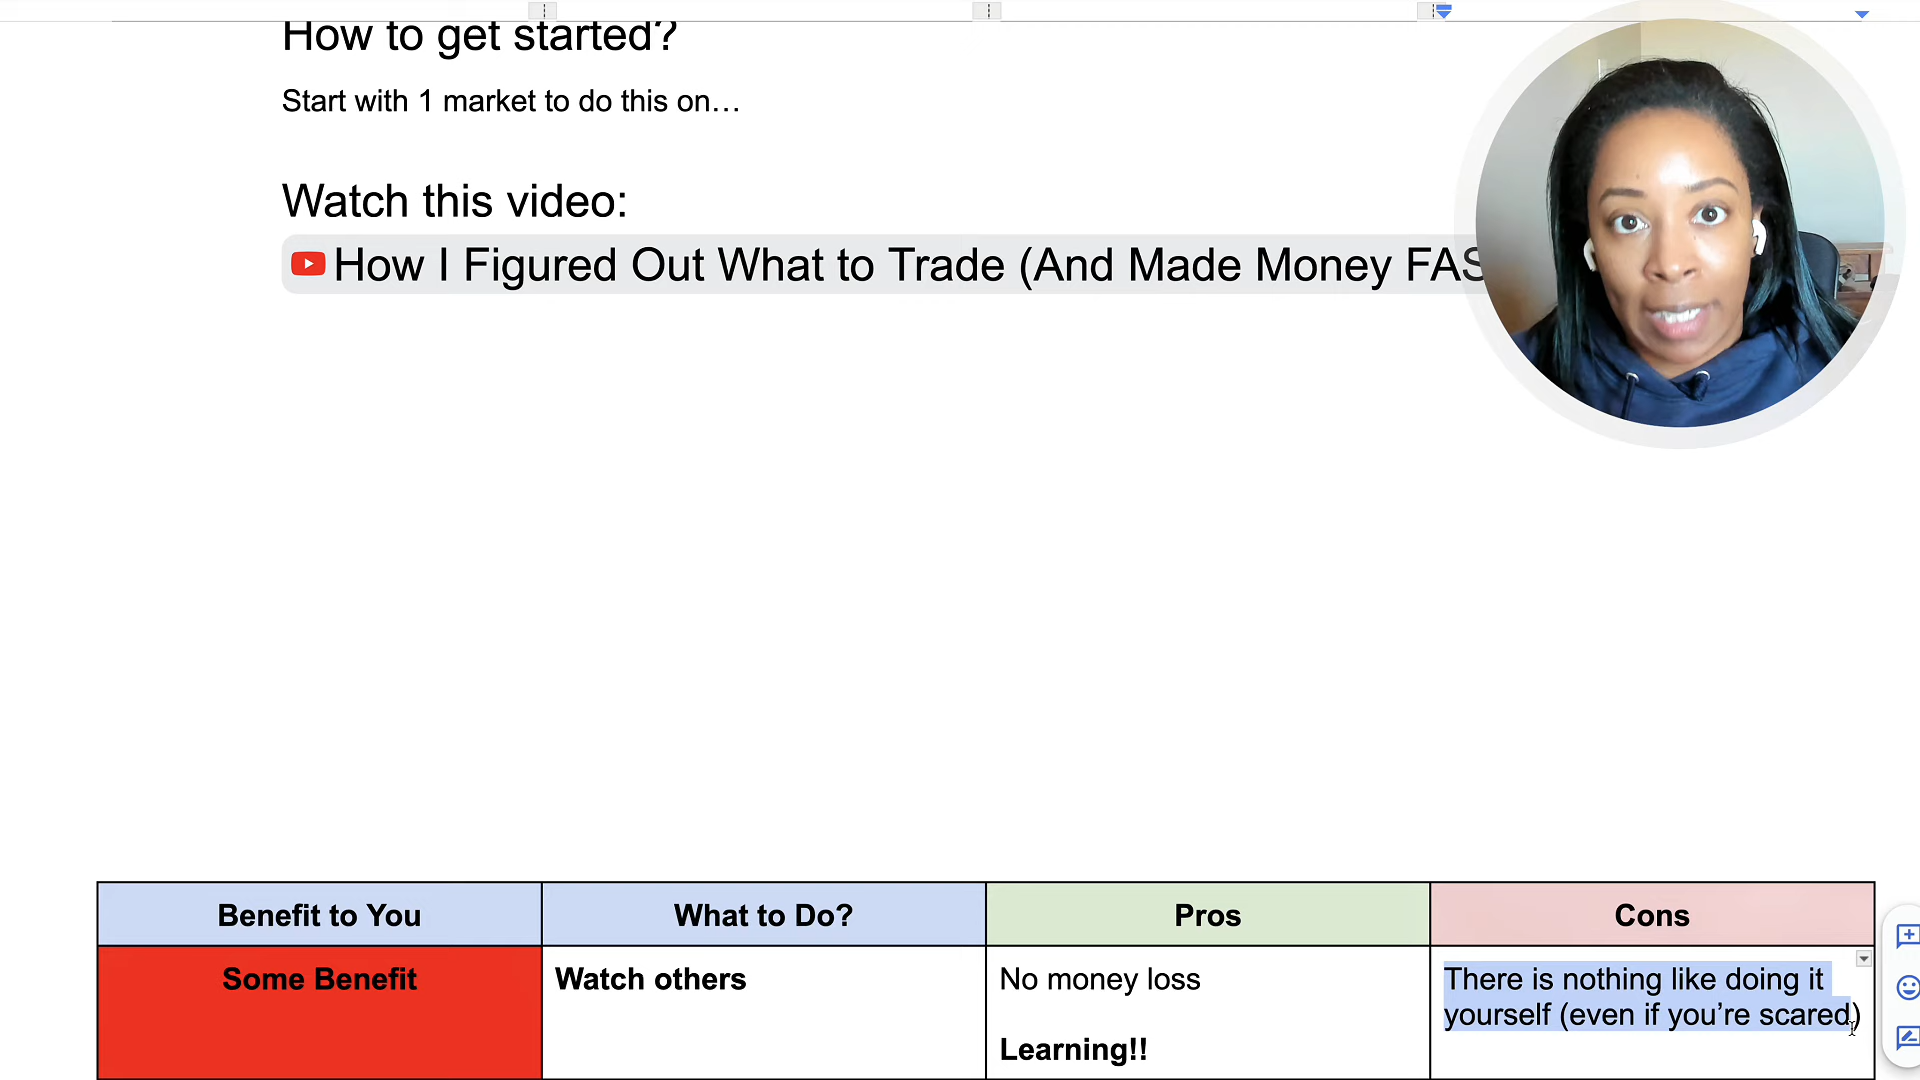 How to get started?
Start with 1 market to do this on…
Watch this video:
How I Figured Out What to Trade (And Made Money FAS
Benefit to You
What to Do?
Pros
Cons
Some Benefit
Watch others
No money loss
Learning!!
There is nothing like doing it
yourself (even if you’re scared)